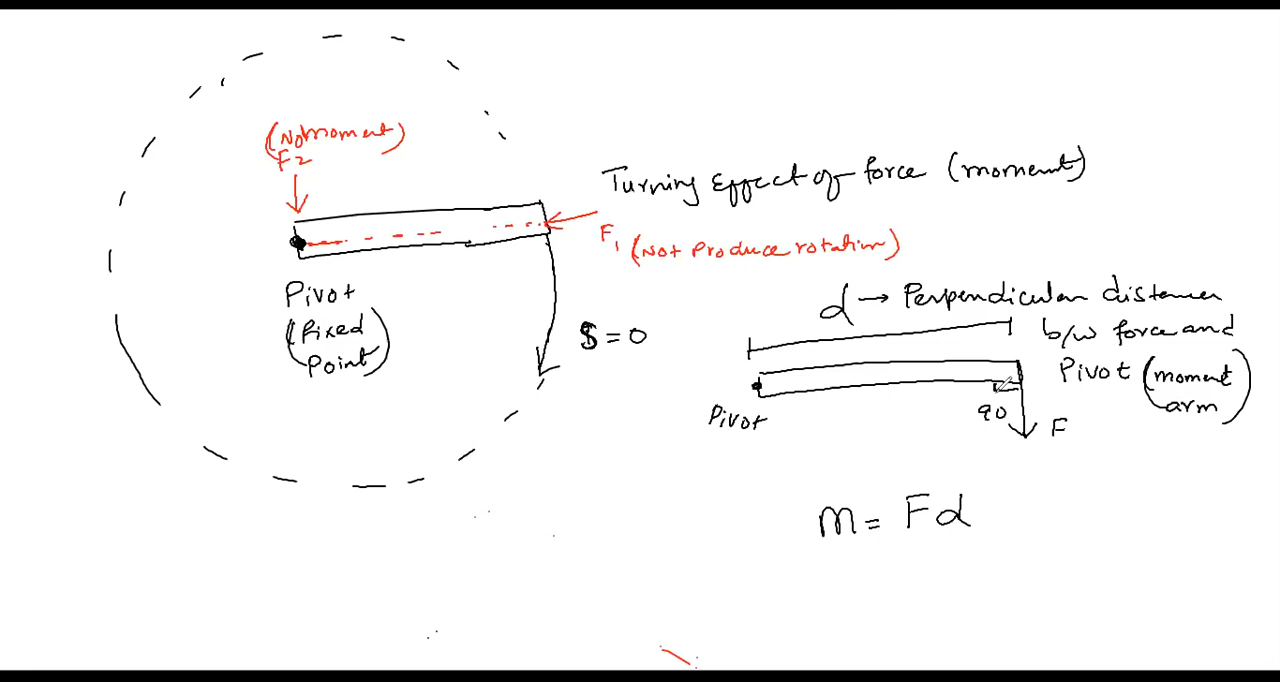 (No moment)
F2
Turning Effect of force (moment)
F1 (Not Produce rotation)
Pivot
(Fixed
Point)
S = 0
d → Perpendicular distance
b/w force and
Pivot (moment
arm)
Pivot
90
F
m = Fd